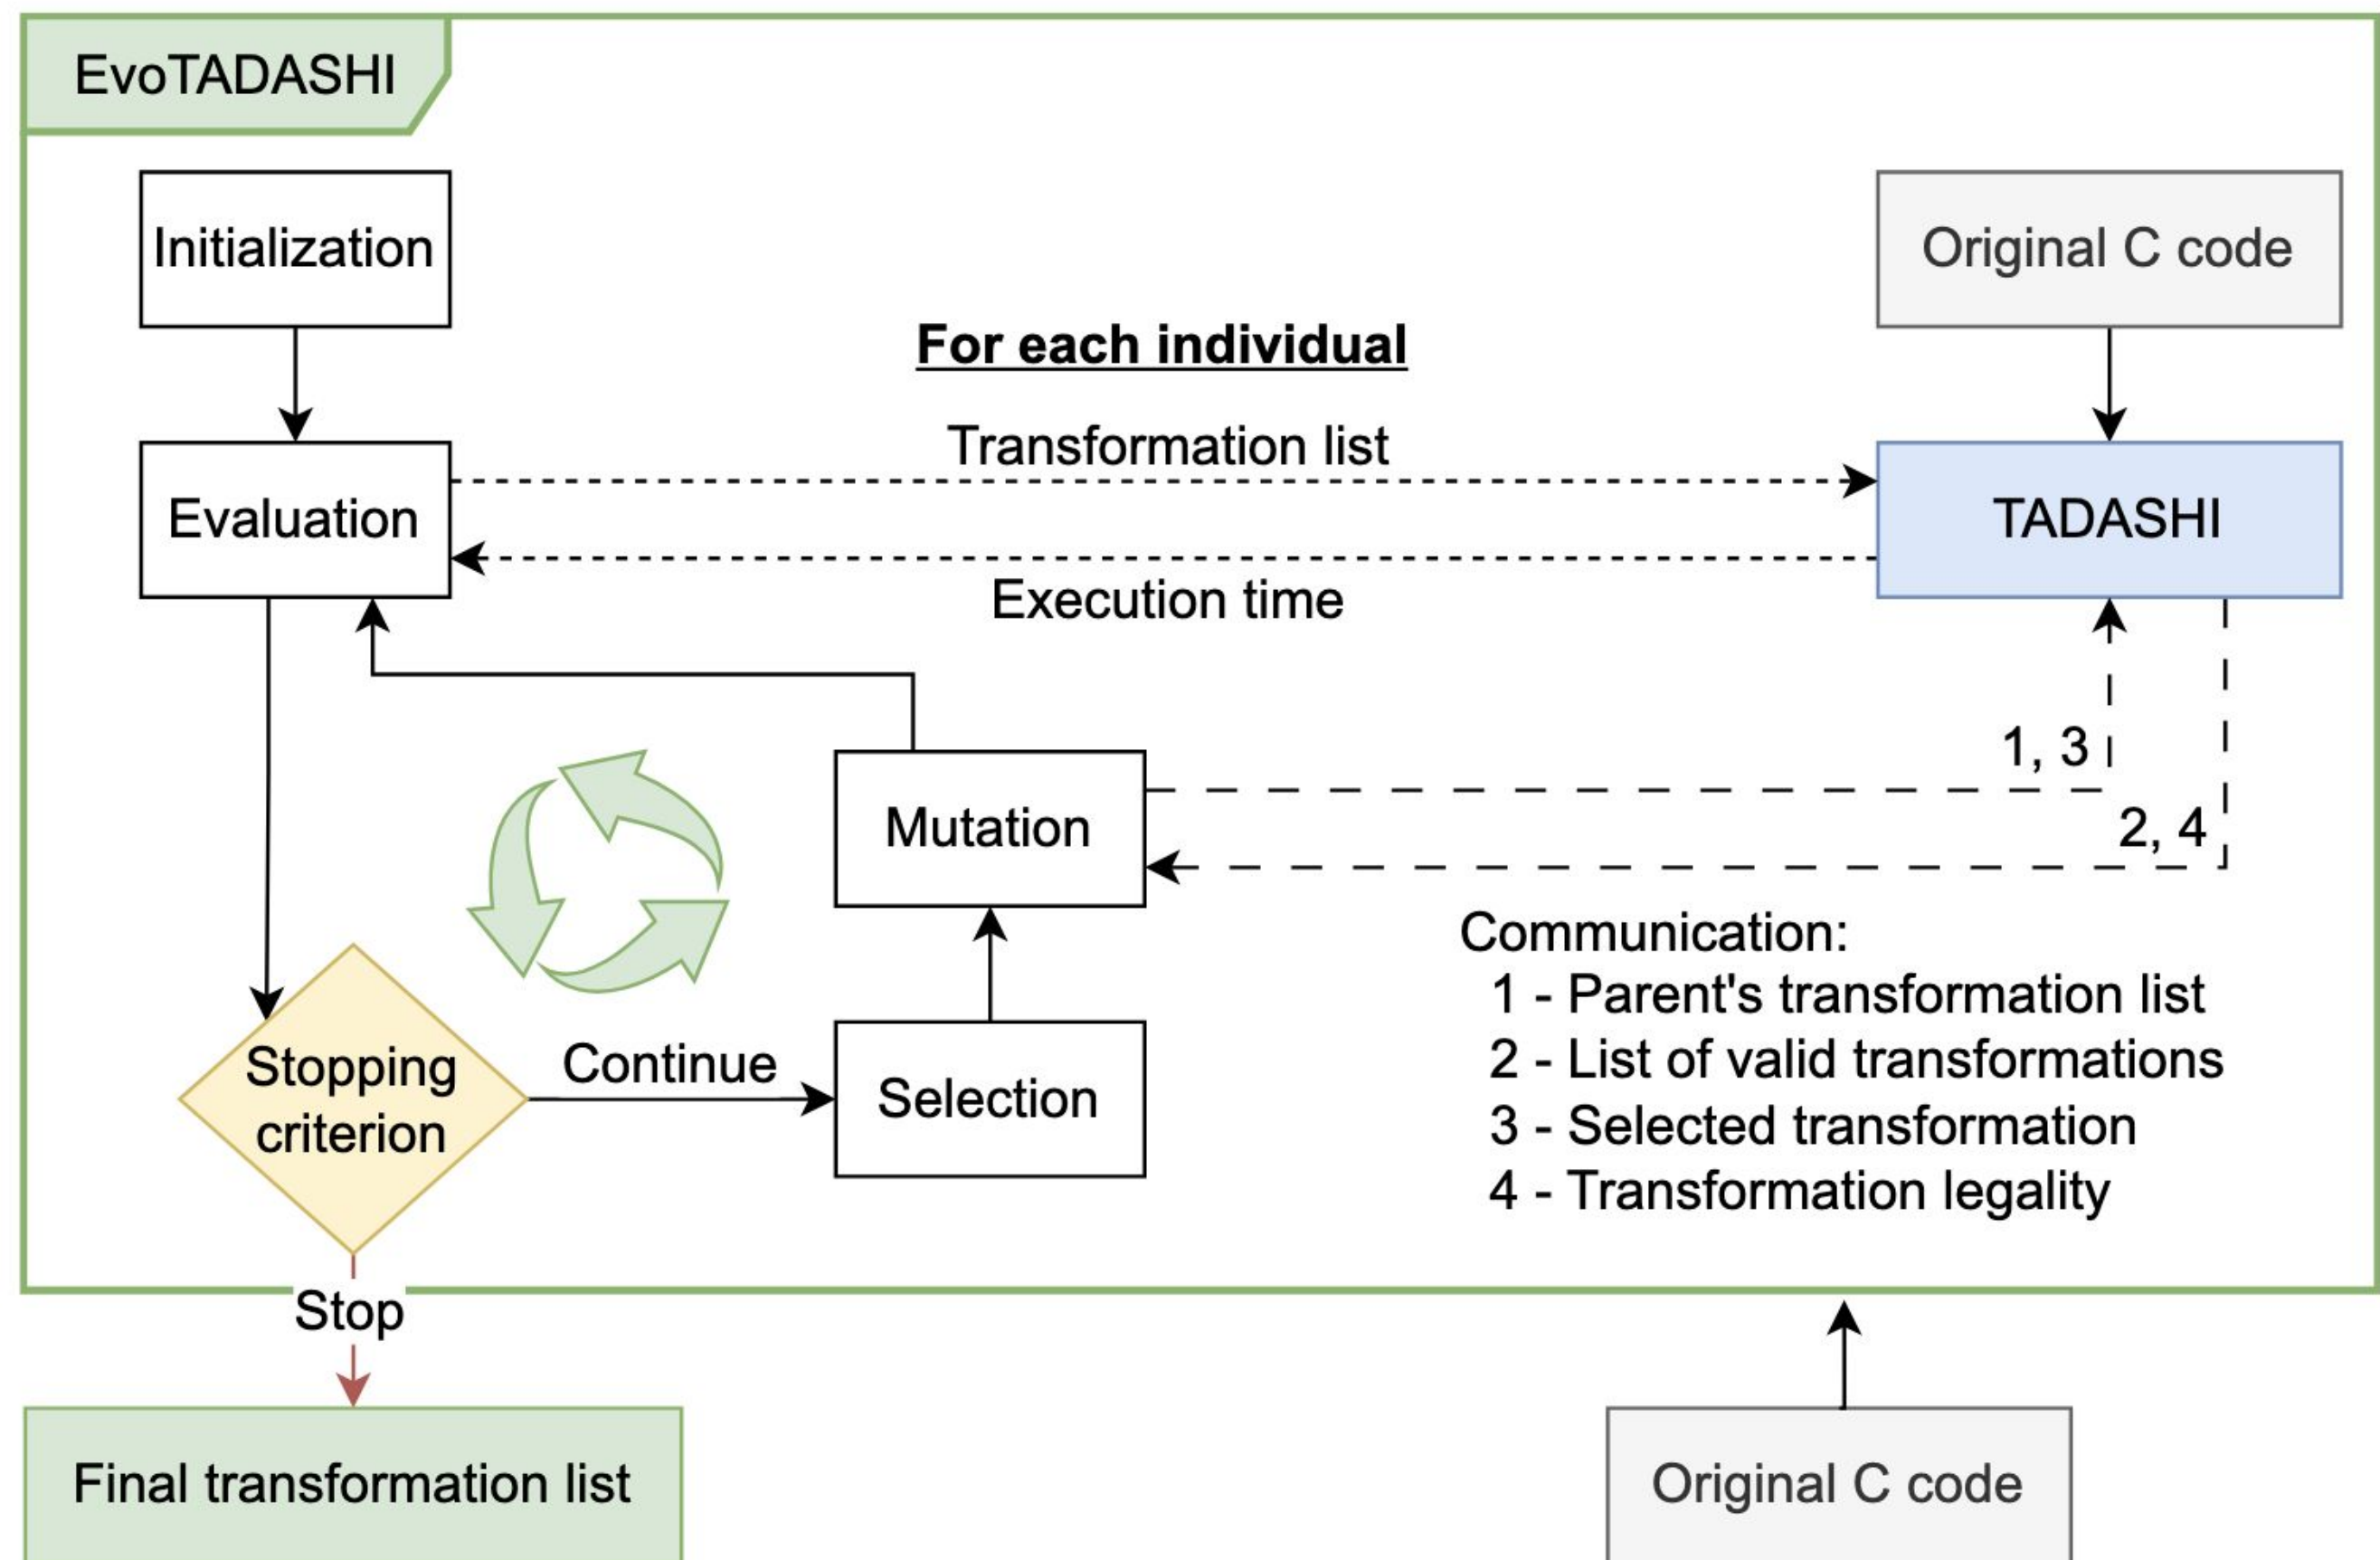 EvoTADASHI
Initialization
Original C code
For each individual
Transformation list
Evaluation
TADASHI
Execution time
1, 3
Mutation
2, 4
Communication:
1 - Parent's transformation list
2 - List of valid transformations
3 - Selected transformation
4 - Transformation legality
Stopping
criterion
Continue
Selection
Stop
Final transformation list
Original C code